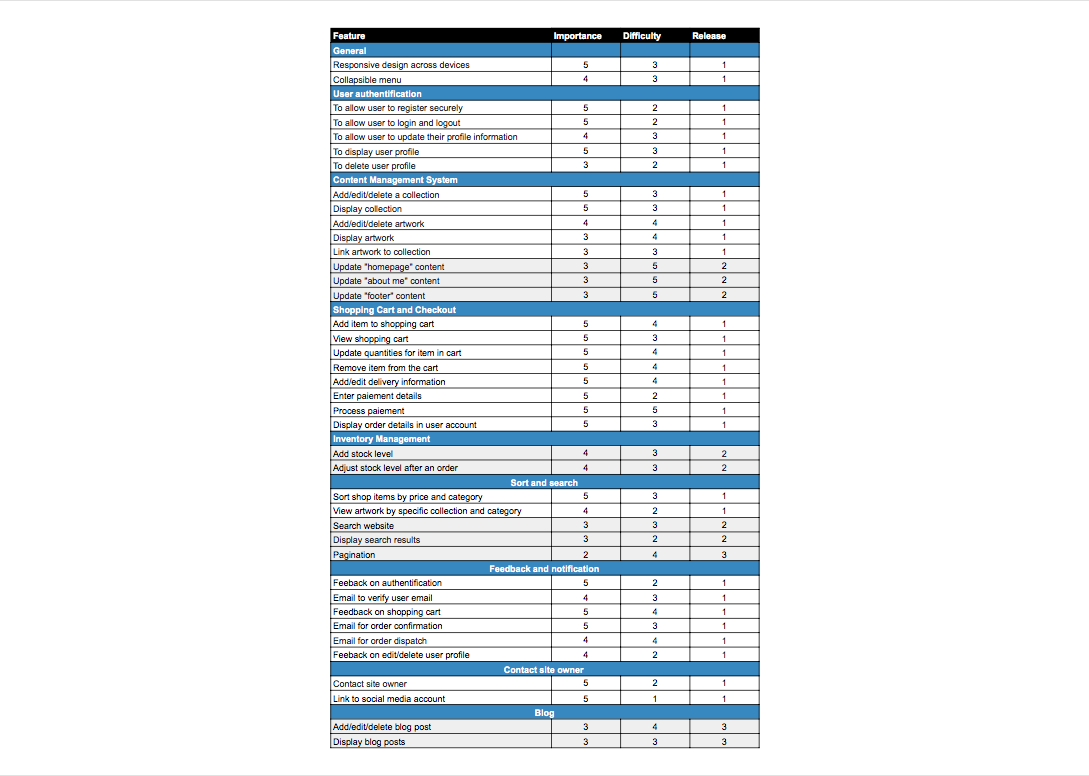 Feature Importance Difficulty Release
General
Responsive design across devices 5 3 1
Collapsible menu 4 3 1
User authentification
To allow user to register securely 5 2 1
To allow user to login and logout 5 2 1
To allow user to update their profile information 4 3 1
To display user profile 5 3 1
To delete user profile 3 2 1
Content Management System
Add/edit/delete a collection 5 3 1
Display collection 5 3 1
Add/edit/delete artwork 4 4 1
Display artwork 3 4 1
Link artwork to collection 3 3 1
Update "homepage" content 3 5 2
Update "about me" content 3 5 2
Update "footer" content 3 5 2
Shopping Cart and Checkout
Add item to shopping cart 5 4 1
View shopping cart 5 3 1
Update quantities for item in cart 5 4 1
Remove item from the cart 5 4 1
Add/edit delivery information 5 4 1
Enter paiement details 5 2 1
Process paiement 5 5 1
Display order details in user account 5 3 1
Inventory Management
Add stock level 4 3 2
Adjust stock level after an order 4 3 2
Sort and search
Sort shop items by price and category 5 3 1
View artwork by specific collection and category 4 2 1
Search website 3 3 2
Display search results 3 2 2
Pagination 2 4 3
Feedback and notification
Feeback on authentification 5 2 1
Email to verify user email 4 3 1
Feedback on shopping cart 5 4 1
Email for order confirmation 5 3 1
Email for order dispatch 4 4 1
Feeback on edit/delete user profile 4 2 1
Contact site owner
Contact site owner 5 2 1
Link to social media account 5 1 1
Blog
Add/edit/delete blog post 3 4 3
Display blog posts 3 3 3